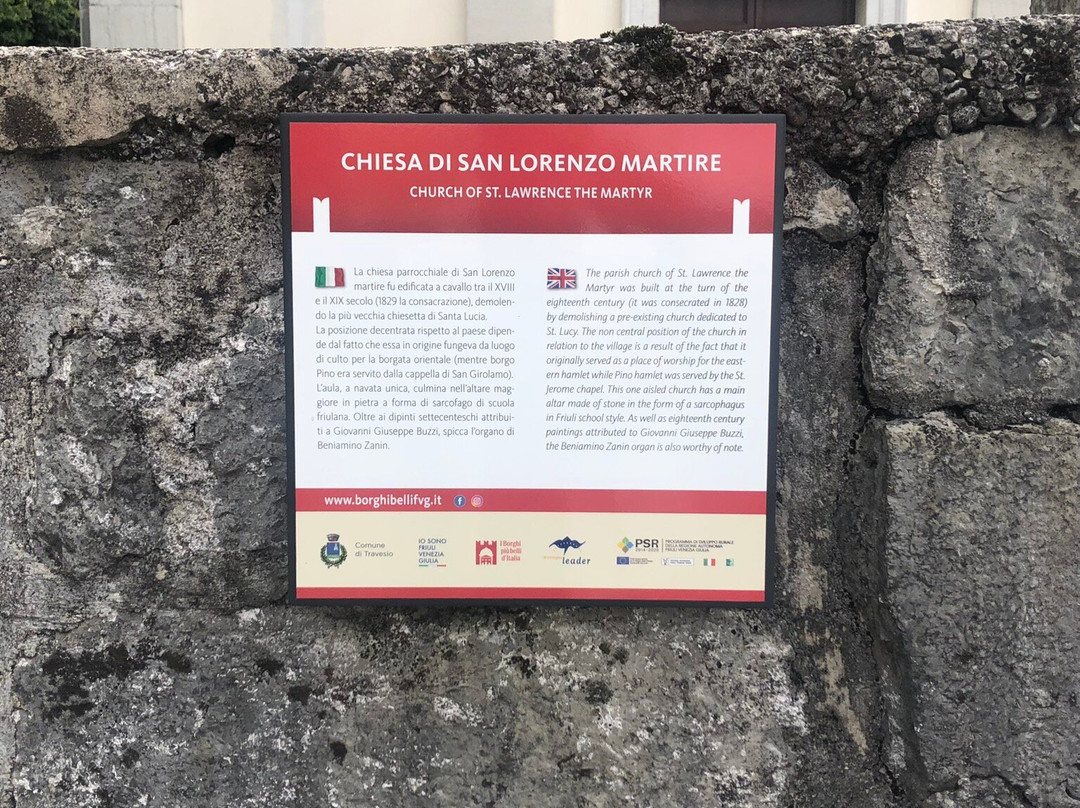 CHIESA DI SAN LORENZO MARTIRE
CHURCH OF ST. LAWRENCE THE MARTYR
La chiesa parrocchiale di San Lorenzo
martire fu edificata a cavallo tra il XVIII
e il XIX secolo (1829 la consacrazione), demolen-
do la più vecchia chiesetta di Santa Lucia.
La posizione decentrata rispetto al paese dipen-
de dal fatto che essa in origine fungeva da luogo
di culto per la borgata orientale (mentre borgo
Pino era servito dalla cappella di San Girolamo).
L'aula, a navata unica, culmina nell'altare mag-
giore in pietra a forma di sarcofago di scuola
friulana. Oltre ai dipinti settecenteschi attribui-
ti a Giovanni Giuseppe Buzzi, spicca l'organo di
Beniamino Zanin.
The parish church of St. Lawrence the
Martyr was built at the turn of the
eighteenth century (it was consecrated in 1828)
by demolishing a pre-existing church dedicated to
St. Lucy. The non central position of the church in
relation to the village is a result of the fact that it
originally served as a place of worship for the east-
ern hamlet while Pino hamlet was served by the St.
Jerome chapel. This one aisled church has a main
altar made of stone in the form of a sarcophagus
in Friuli school style. As well as eighteenth century
paintings attributed to Giovanni Giuseppe Buzzi,
the Beniamino Zanin organ is also worthy of note.
www.borghibellifvg.it
Comune
di Travesio
IO SONO
FRIULI
VENEZIA
GIULIA
I Borghi
più belli
d'Italia
leader
PSR
2014-2020
PROGRAMMA DI SVILUPPO RURALE
DELLA REGIONE AUTONOMA
FRIULI VENEZIA GIULIA